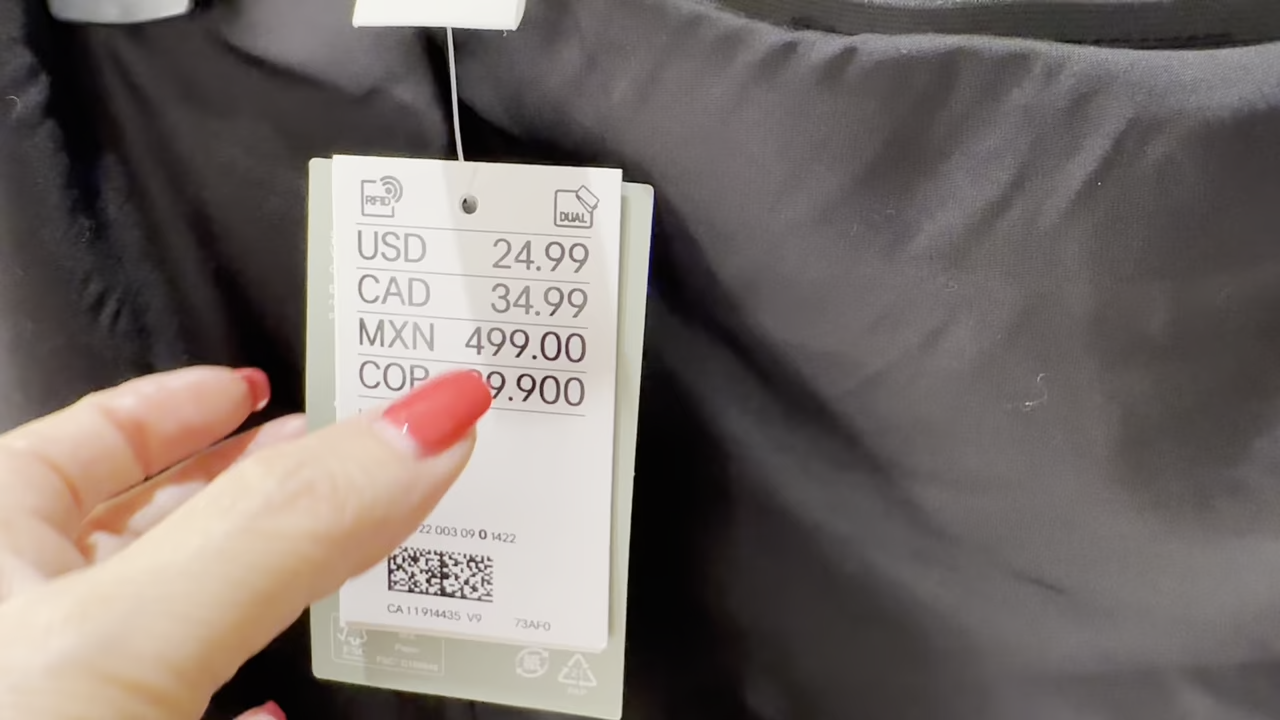 RFID
DUAL
USD 24.99
CAD 34.99
MXN 499.00
COP 9.900
22 003 09 0 1422
CA 11914435 V9 73AF0